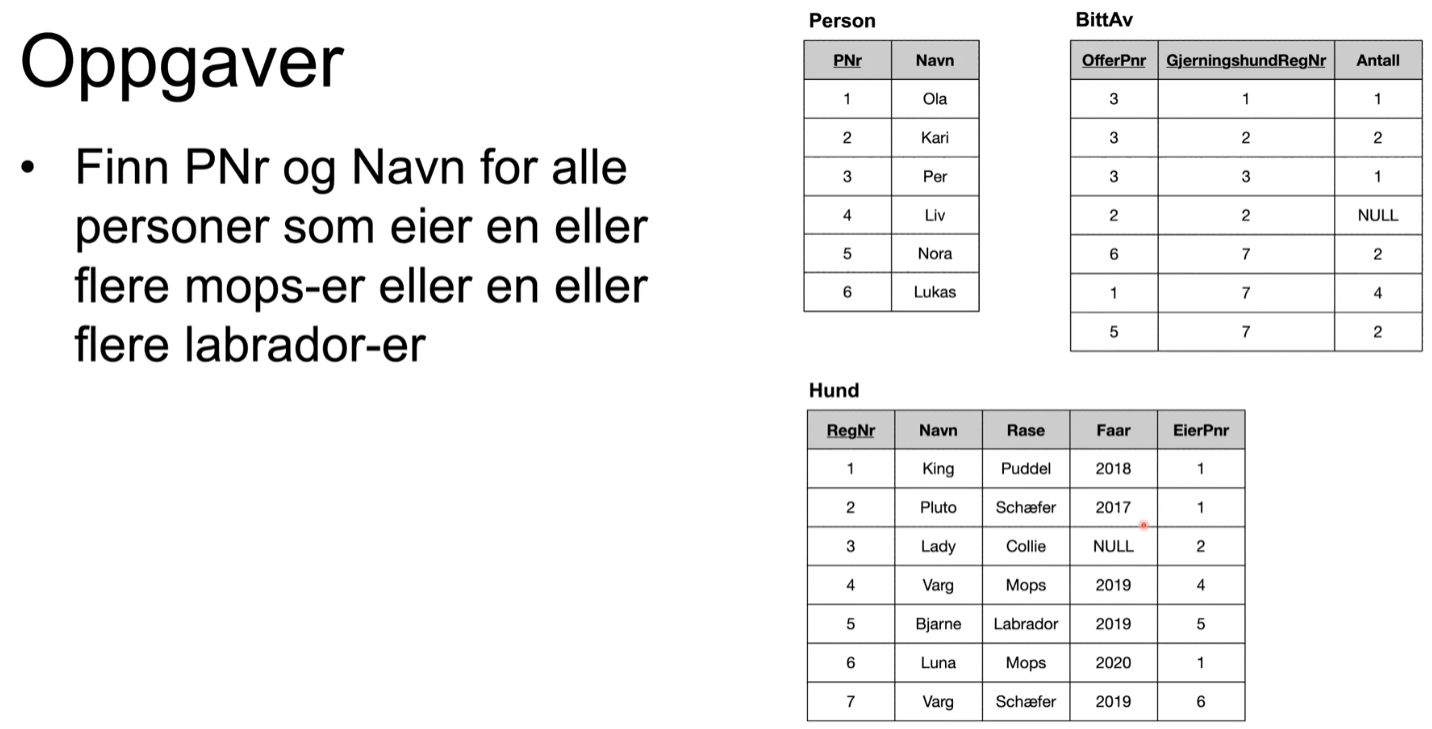 Oppgaver
• Finn PNr og Navn for alle
personer som eier en eller
flere mops-er eller en eller
flere labrador-er
Person
PNr Navn
1 Ola
2 Kari
3 Per
4 Liv
5 Nora
6 Lukas
BittAv
OfferPnr GjerningshundRegNr Antall
3 1 1
3 2 2
3 3 1
2 2 NULL
6 7 2
1 7 4
5 7 2
Hund
RegNr Navn Rase Faar EierPnr
1 King Puddel 2018 1
2 Pluto Schæfer 2017 1
3 Lady Collie NULL 2
4 Varg Mops 2019 4
5 Bjarne Labrador 2019 5
6 Luna Mops 2020 1
7 Varg Schæfer 2019 6